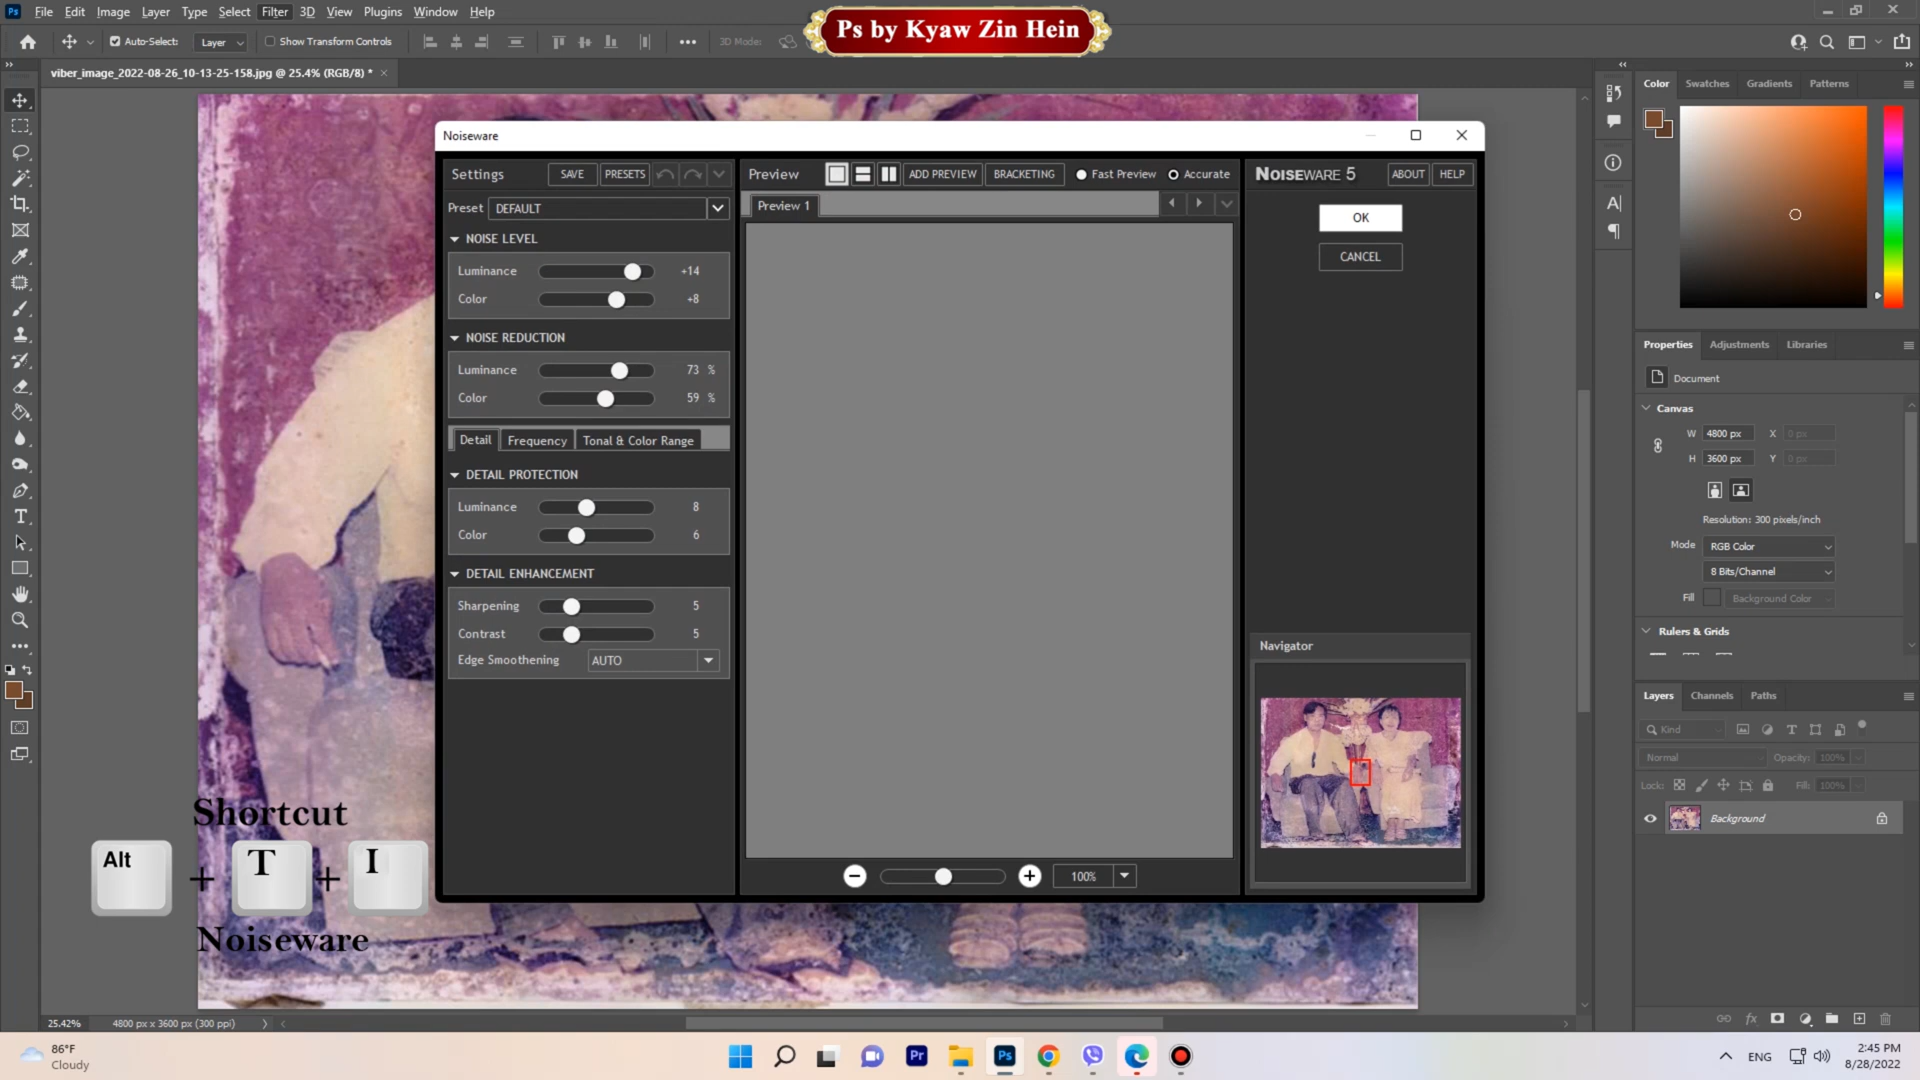 Ps File Edit Image Layer Type Select Filter 3D View Plugins Window Help
Ps by Kyaw Zin Hein
Auto-Select: Layer Show Transform Controls 3D Mode:
viber_image_2022-08-26_10-13-25-158.jpg @ 25.4% (RGB/8) *
Noiseware
Settings SAVE PRESETS
Preset DEFAULT
NOISE LEVEL
Luminance +14
Color +8
NOISE REDUCTION
Luminance 73 %
Color 59 %
Detail Frequency Tonal & Color Range
DETAIL PROTECTION
Luminance 8
Color 6
DETAIL ENHANCEMENT
Sharpening 5
Contrast 5
Edge Smoothening AUTO
Preview ADD PREVIEW BRACKETING Fast Preview Accurate
Preview 1
100%
NOISEWARE 5 ABOUT HELP
OK
CANCEL
Navigator
Color Swatches Gradients Patterns
Properties Adjustments Libraries
Document
Canvas
W 4800 px X 0 px
H 3600 px Y 0 px
Resolution: 300 pixels/inch
Mode RGB Color
8 Bits/Channel
Fill Background Color
Rulers & Grids
Layers Channels Paths
Kind
Normal Opacity: 100%
Lock: Fill: 100%
Background
Shortcut
Alt + T + I
Noiseware
25.42% 4800 px x 3600 px (300 ppi)
86°F
Cloudy
Pr Ps
ENG
2:45 PM
8/28/2022